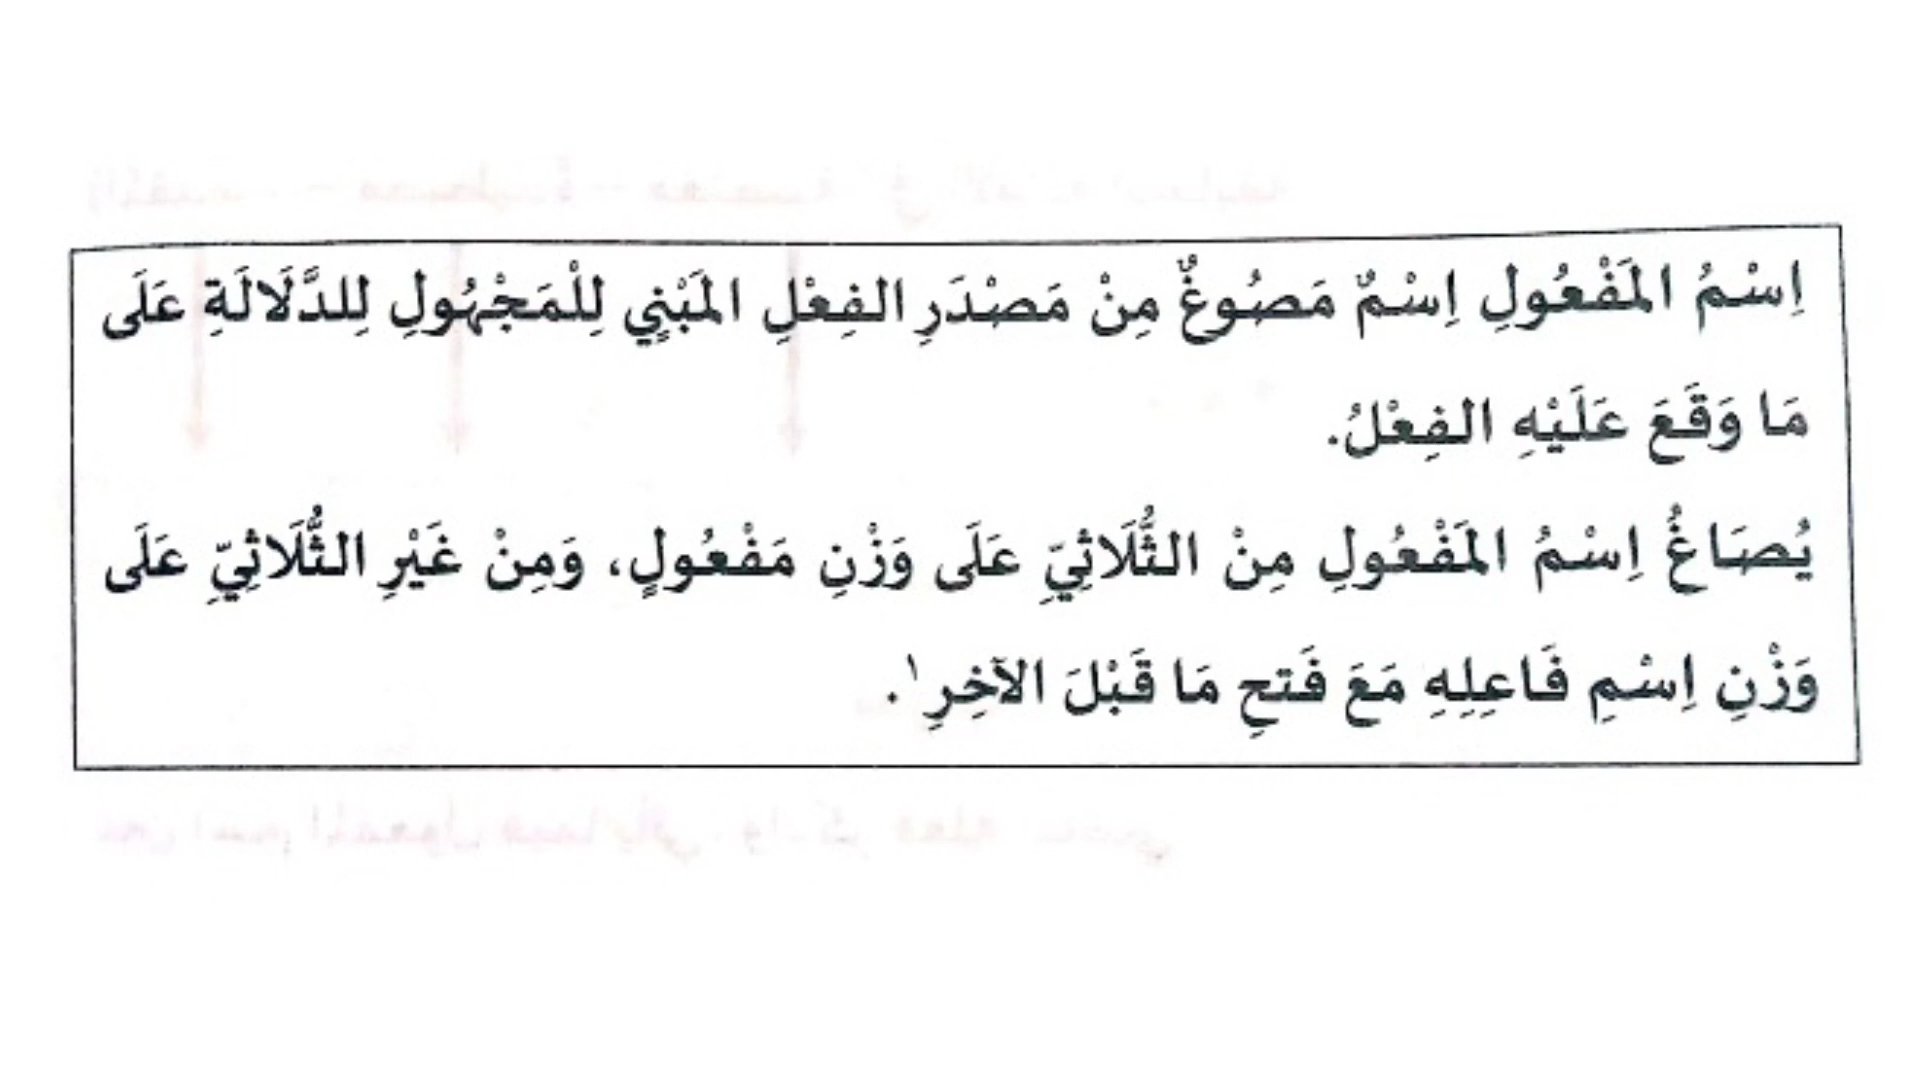 اِسْمُ المَفْعُولِ اِسْمٌ مَصُوغٌ مِنْ مَصْدَرِ الفِعْلِ المَبْنِي لِلْمَجْهُولِ لِلدَّلَالَةِ عَلَى
مَا وَقَعَ عَلَيْهِ الفِعْلُ.
يُصَاغُ اِسْمُ المَفْعُولِ مِنْ الثُّلَاثِيِّ عَلَى وَزْنِ مَفْعُولٍ، وَمِنْ غَيْرِ الثُّلَاثِيِّ عَلَى
وَزْنِ اِسْمِ فَاعِلِهِ مَعَ فَتحِ مَا قَبْلَ الآخِرِ١.